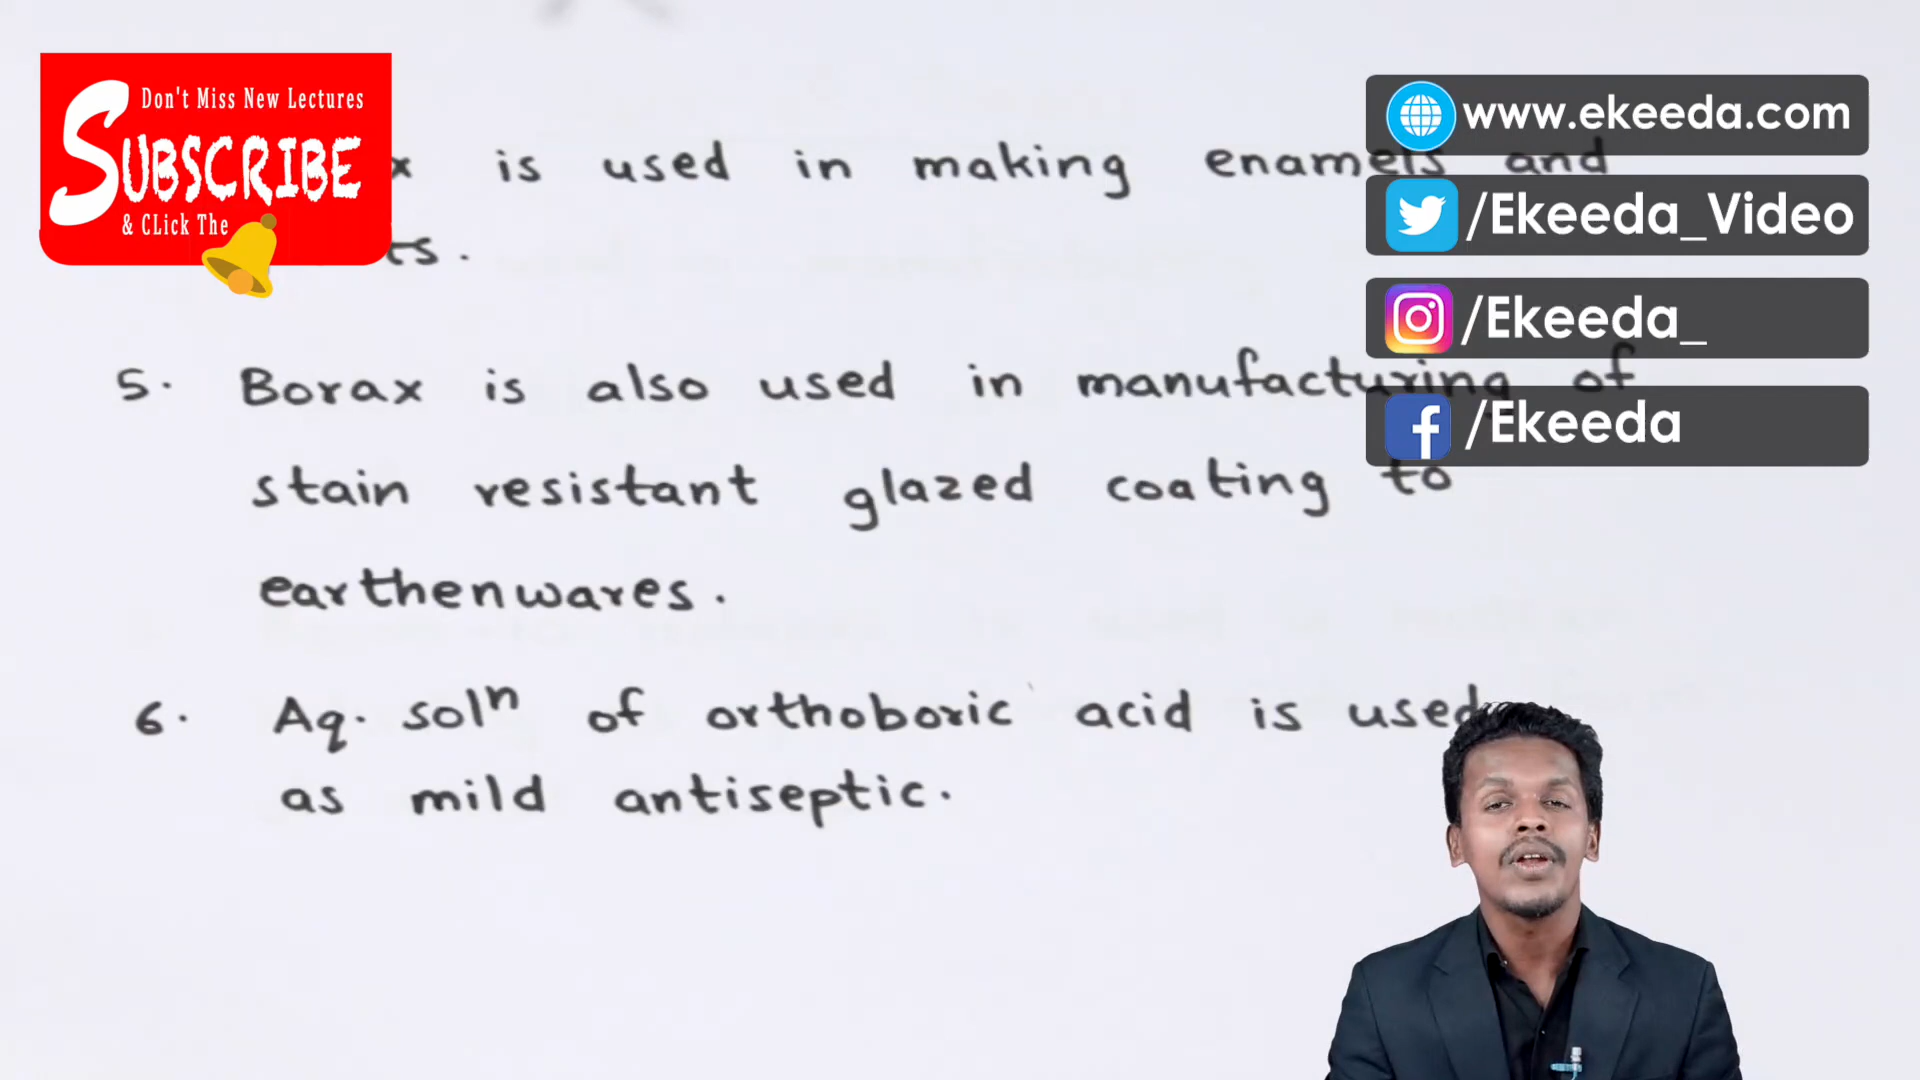 Don't Miss New Lectures
SUBSCRIBE
& CLick The
is used in making enamels and
5. Borax is also used in manufacturing of
stain resistant glazed coating to
earthenwares.
6. Aq. solⁿ of orthoboric acid is used
as mild antiseptic.
www.ekeeda.com
/Ekeeda_Video
/Ekeeda_
/Ekeeda